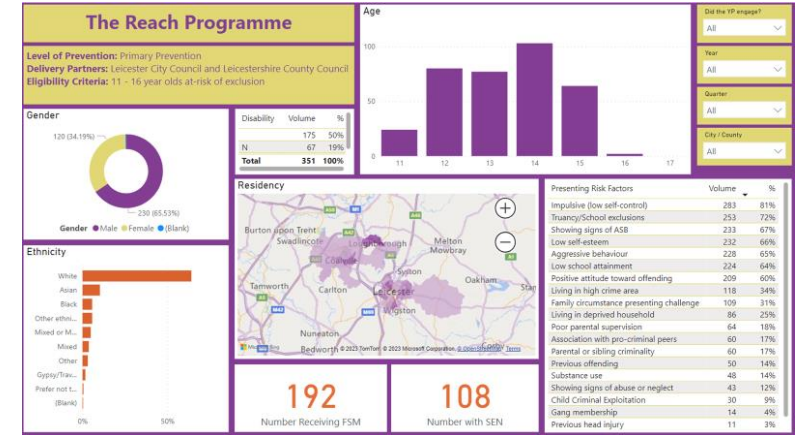 The Reach Programme
Level of Prevention: Primary Prevention
Delivery Partners: Leicester City Council and Leicestershire County Council
Eligibility Criteria: 11 - 16 year olds at-risk of exclusion
Age
100
50
0
11 12 13 14 15 16 17
Did the YP engage?
All
Year
All
Quarter
All
City / County
All
Gender
120 (34.19%)
230 (65.53%)
Gender Male Female (Blank)
Disability Volume %
175 50%
N 67 19%
Total 351 100%
Ethnicity
White
Asian
Black
Other ethni...
Mixed or M...
Mixed
Other
Gypsy/Trav...
Prefer not t...
(Blank)
0% 50%
Residency
Burton upon Trent
Swadlincote
Loughborough
Melton
Mowbray
Coalville
Syston
Oakham
Tamworth
Carlton
Leicester
Wigston
Nuneaton
Bedworth
© 2023 TomTom, © 2023 Microsoft Corporation, © OpenStreetMap Terms
192
Number Receiving FSM
108
Number with SEN
Presenting Risk Factors Volume %
Impulsive (low self-control) 283 81%
Truancy/School exclusions 253 72%
Showing signs of ASB 233 67%
Low self-esteem 232 66%
Aggressive behaviour 228 65%
Low school attainment 224 64%
Positive attitude toward offending 209 60%
Living in high crime area 118 34%
Family circumstance presenting challenge 109 31%
Living in deprived household 86 25%
Poor parental supervision 64 18%
Association with pro-criminal peers 60 17%
Parental or sibling criminality 60 17%
Previous offending 50 14%
Substance use 48 14%
Showing signs of abuse or neglect 43 12%
Child Criminal Exploitation 30 9%
Gang membership 14 4%
Previous head injury 11 3%